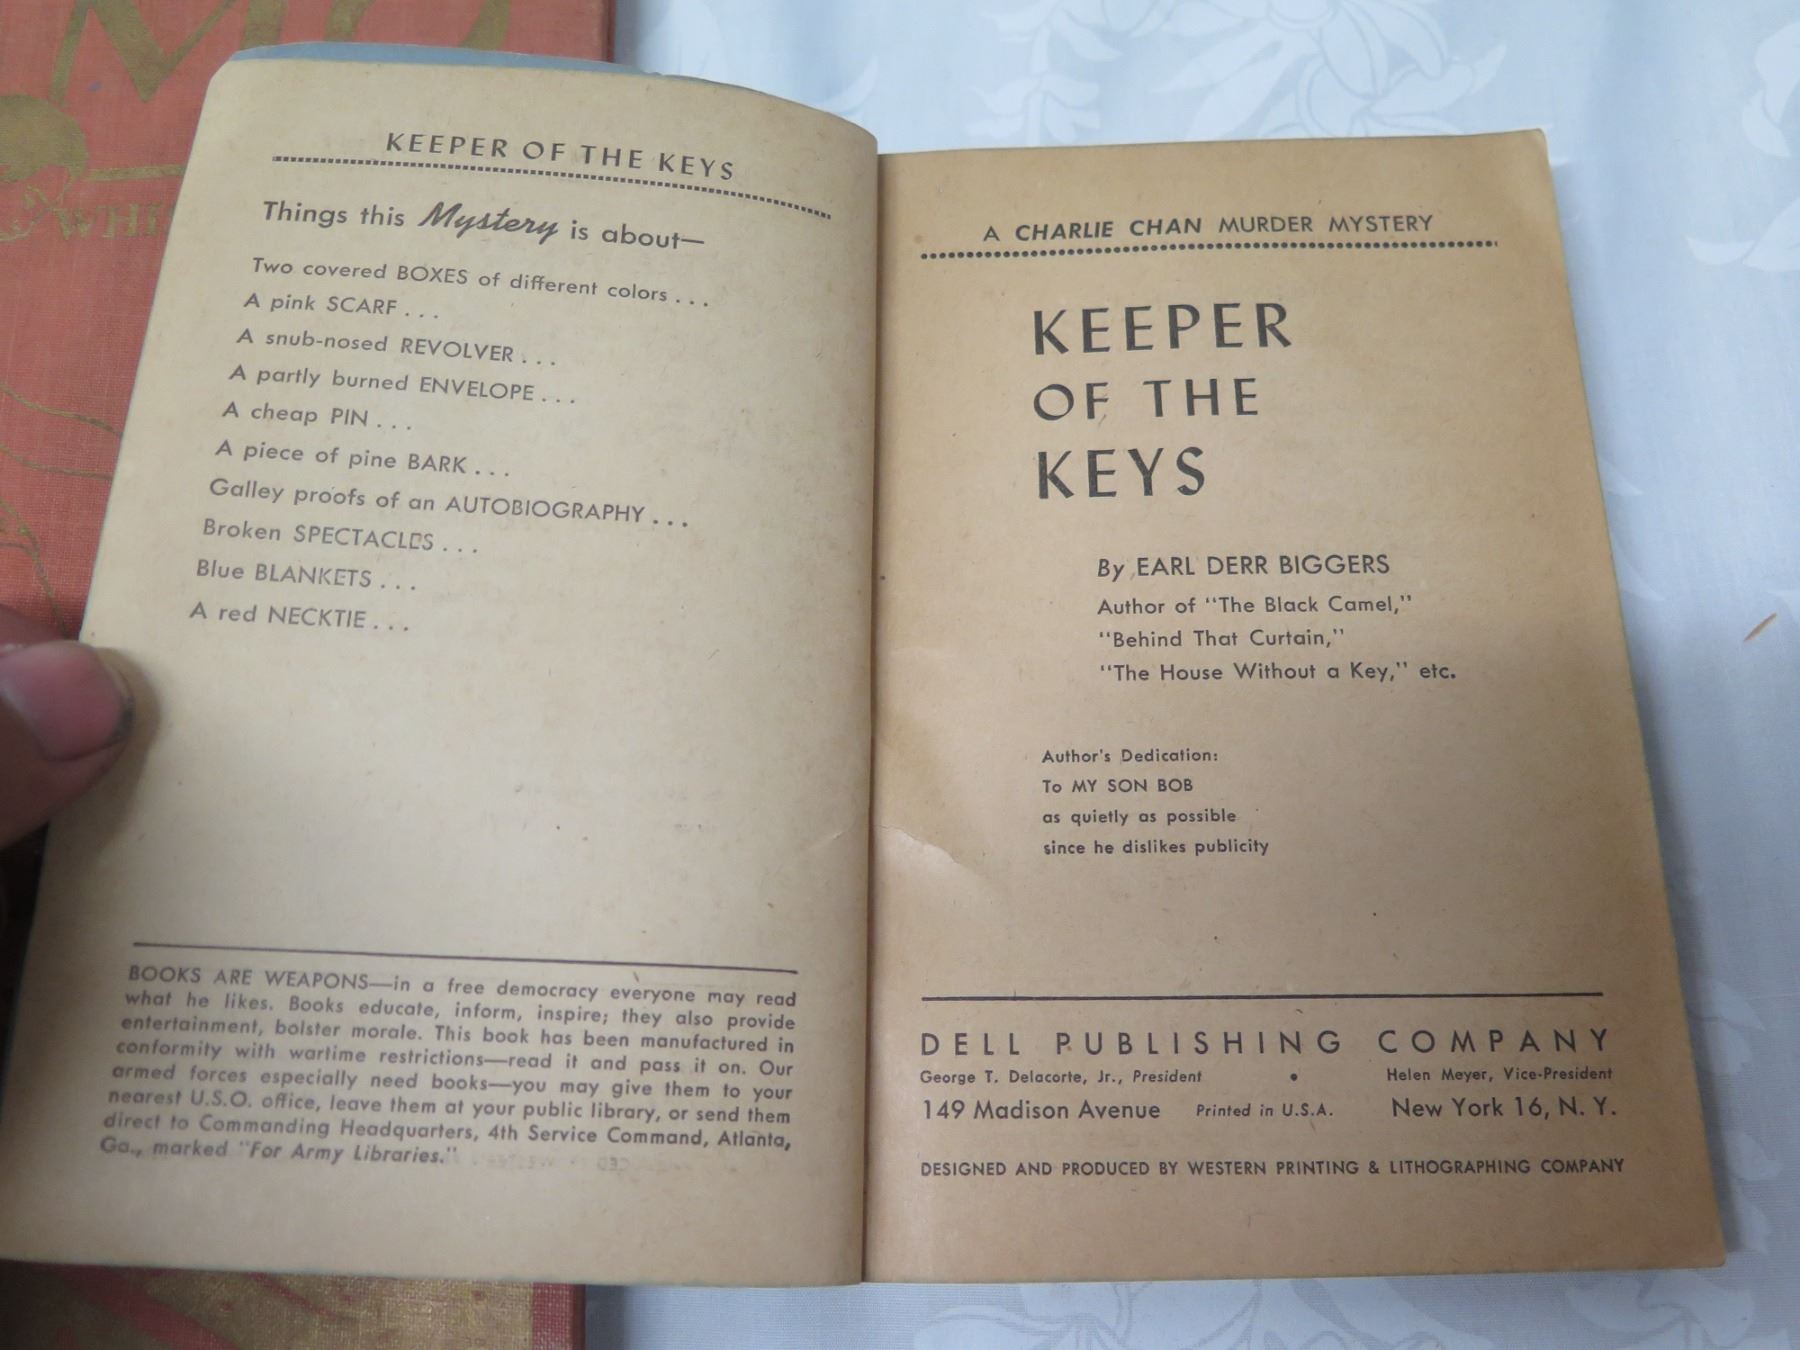 MO
WHI
KEEPER OF THE KEYS
Things this Mystery is about—
Two covered BOXES of different colors...
A pink SCARF...
A snub-nosed REVOLVER...
A partly burned ENVELOPE...
A cheap PIN...
A piece of pine BARK...
Galley proofs of an AUTOBIOGRAPHY...
Broken SPECTACLES...
Blue BLANKETS...
A red NECKTIE...
BOOKS ARE WEAPONS—in a free democracy everyone may read
what he likes. Books educate, inform, inspire; they also provide
entertainment, bolster morale. This book has been manufactured in
conformity with wartime restrictions—read it and pass it on. Our
armed forces especially need books—you may give them to your
nearest U.S.O. office, leave them at your public library, or send them
direct to Commanding Headquarters, 4th Service Command, Atlanta,
Ga., marked "For Army Libraries."
A CHARLIE CHAN MURDER MYSTERY
KEEPER
OF THE
KEYS
By EARL DERR BIGGERS
Author of "The Black Camel,"
"Behind That Curtain,"
"The House Without a Key," etc.
Author's Dedication:
To MY SON BOB
as quietly as possible
since he dislikes publicity
DELL PUBLISHING COMPANY
George T. Delacorte, Jr., President • Helen Meyer, Vice-President
149 Madison Avenue Printed in U.S.A. New York 16, N. Y.
DESIGNED AND PRODUCED BY WESTERN PRINTING & LITHOGRAPHING COMPANY